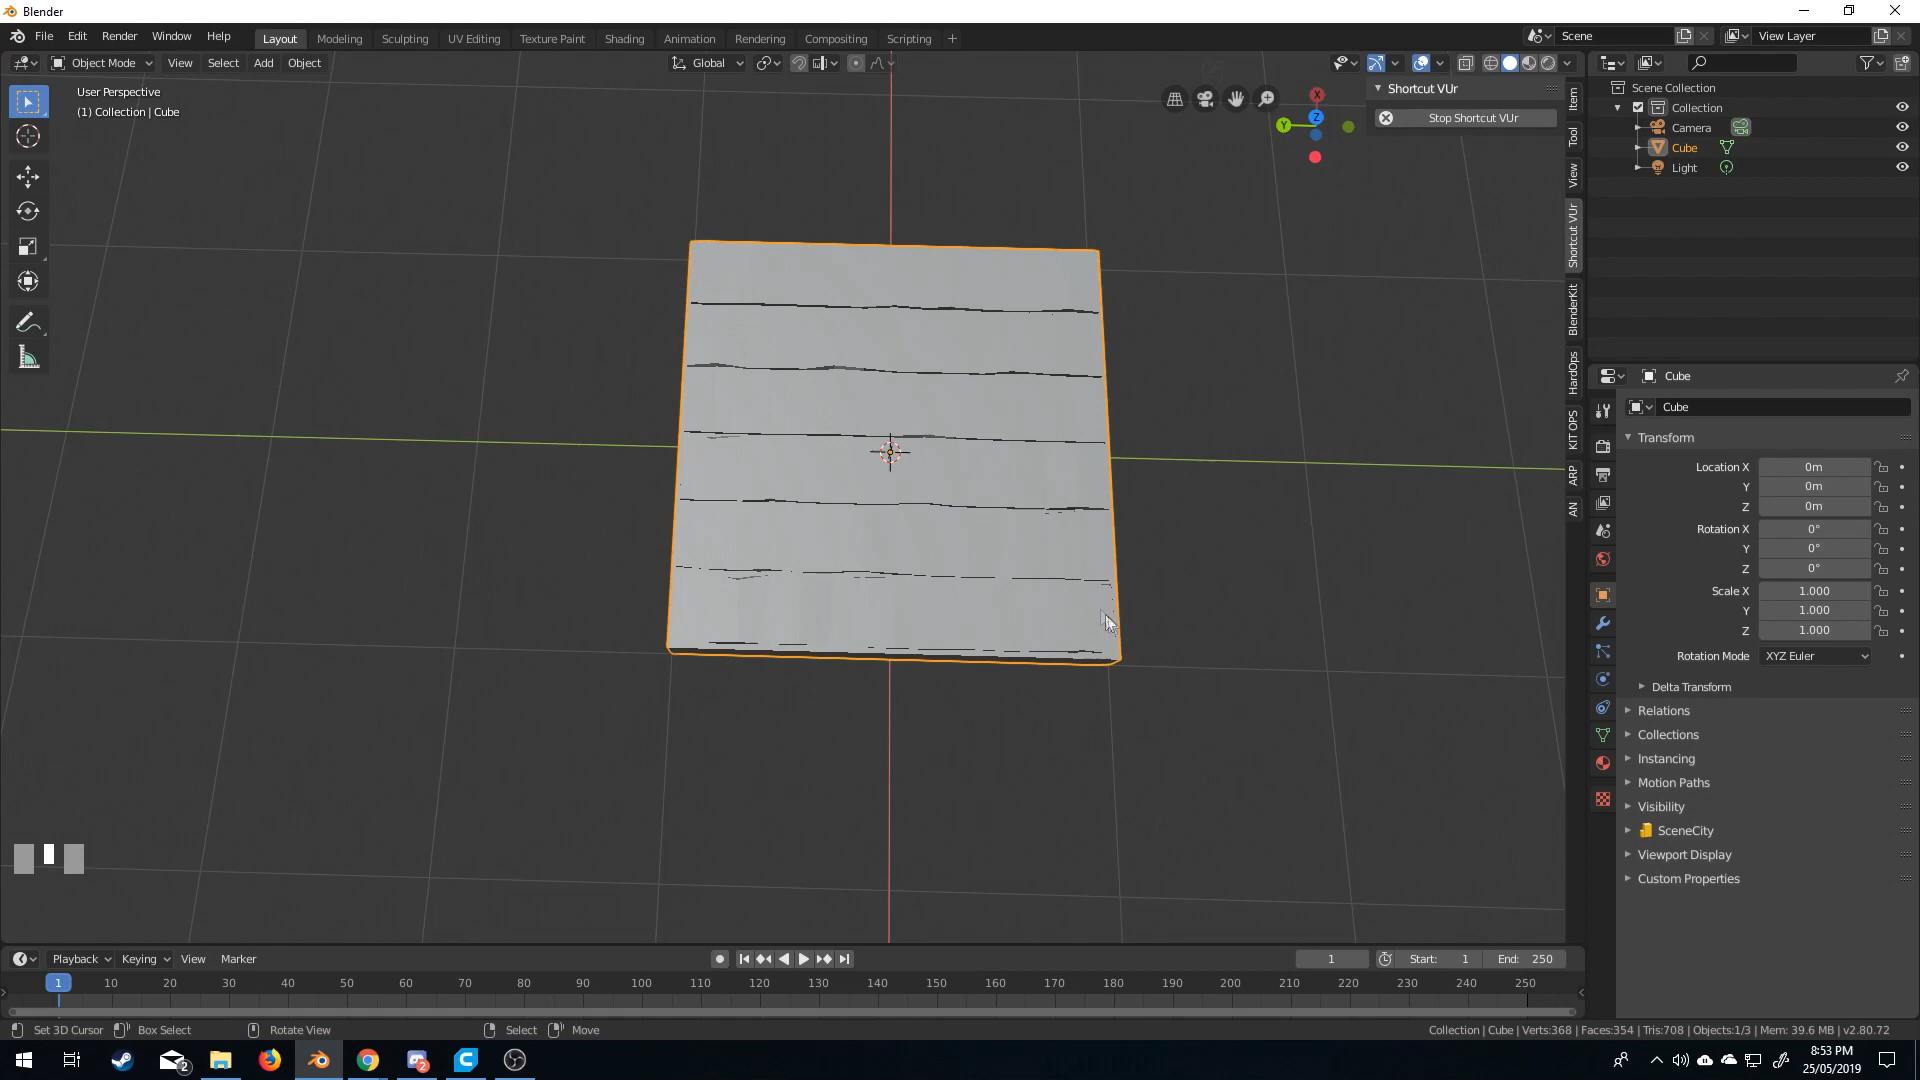 Blender
File Edit Render Window Help Layout Modeling Sculpting UV Editing Texture Paint Shading Animation Rendering Compositing Scripting + Scene View Layer
Object Mode View Select Add Object Global
User Perspective
(1) Collection | Cube
X
Y
Z
Shortcut VUr
Stop Shortcut VUr
Item
Tool
View
Shortcut VUr
BlenderKit
HardOps
KIT OPS
ARP
AN
Scene Collection
Collection
Camera
Cube
Light
Cube
Cube
Transform
Location X 0m
Y 0m
Z 0m
Rotation X 0°
Y 0°
Z 0°
Scale X 1.000
Y 1.000
Z 1.000
Rotation Mode XYZ Euler
Delta Transform
Relations
Collections
Instancing
Motion Paths
Visibility
SceneCity
Viewport Display
Custom Properties
Playback Keying View Marker 1 Start: 1 End: 250
1 10 20 30 40 50 60 70 80 90 100 110 120 130 140 150 160 170 180 190 200 210 220 230 240 250
Set 3D Cursor Box Select Rotate View Select Move Collection | Cube | Verts:368 | Faces:354 | Tris:708 | Objects:1/3 | Mem: 39.6 MB | v2.80.72
2 2 8:53 PM
25/05/2019